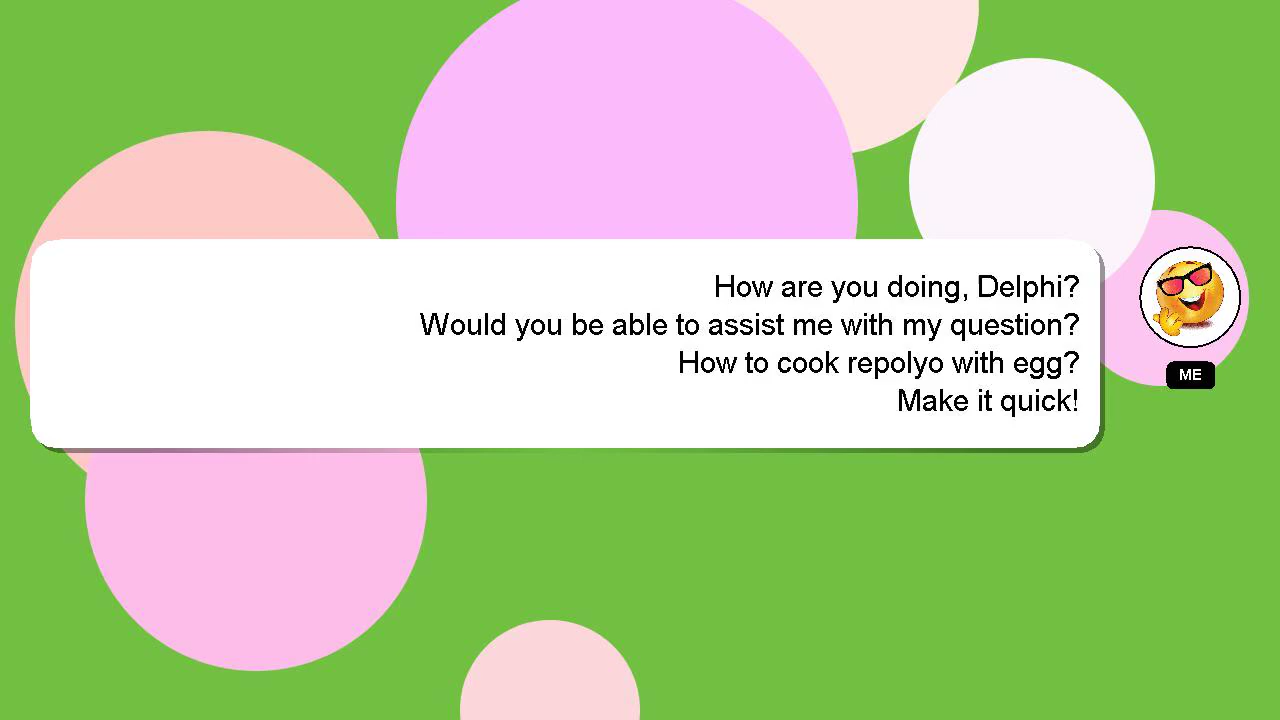 How are you doing, Delphi?
Would you be able to assist me with my question?
How to cook repolyo with egg?
Make it quick!
ME